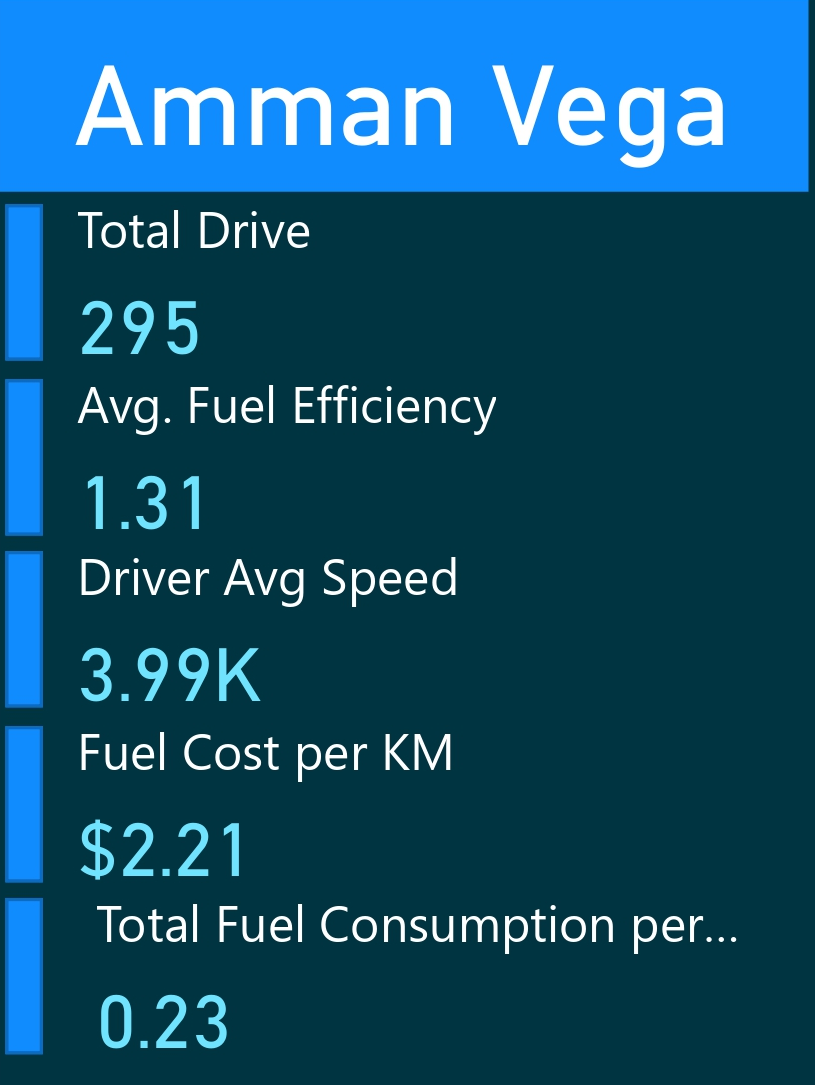 Amman Vega
Total Drive
295
Avg. Fuel Efficiency
1.31
Driver Avg Speed
3.99K
Fuel Cost per KM
$2.21
Total Fuel Consumption per...
0.23